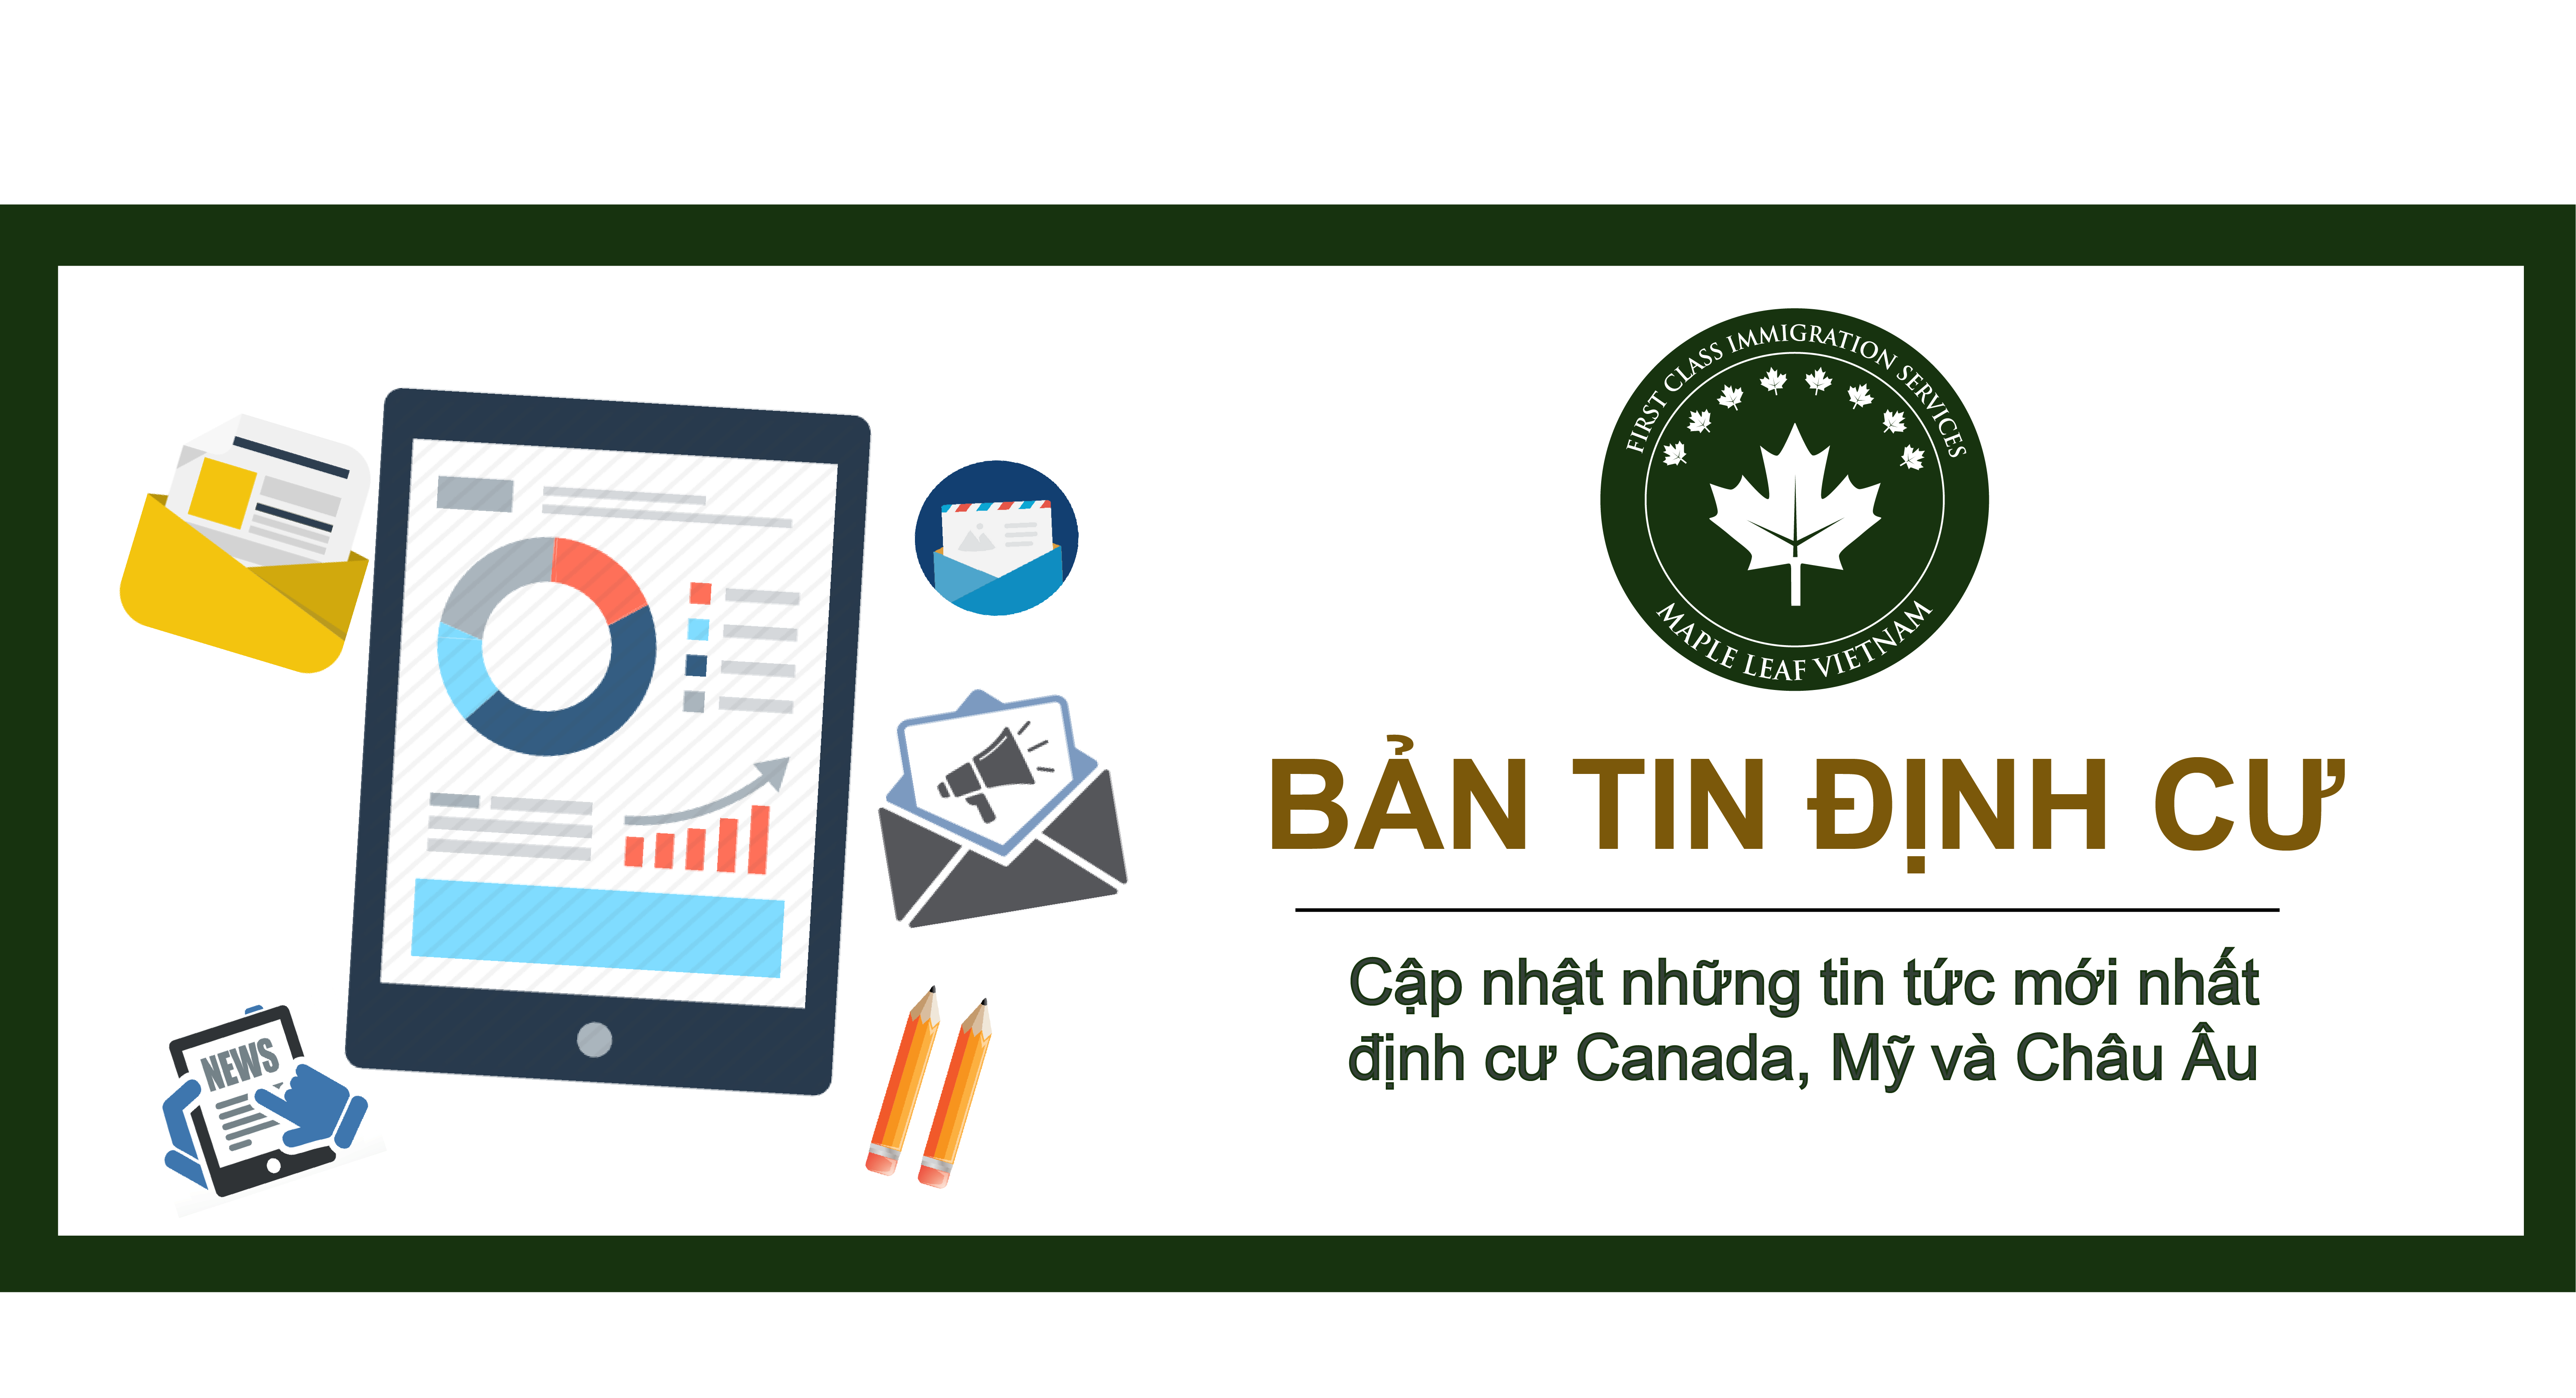 FIRST CLASS IMMIGRATION SERVICES
MAPLE LEAF VIETNAM
BẢN TIN ĐỊNH CƯ
Cập nhật những tin tức mới nhất
định cư Canada, Mỹ và Châu Âu
NEWS